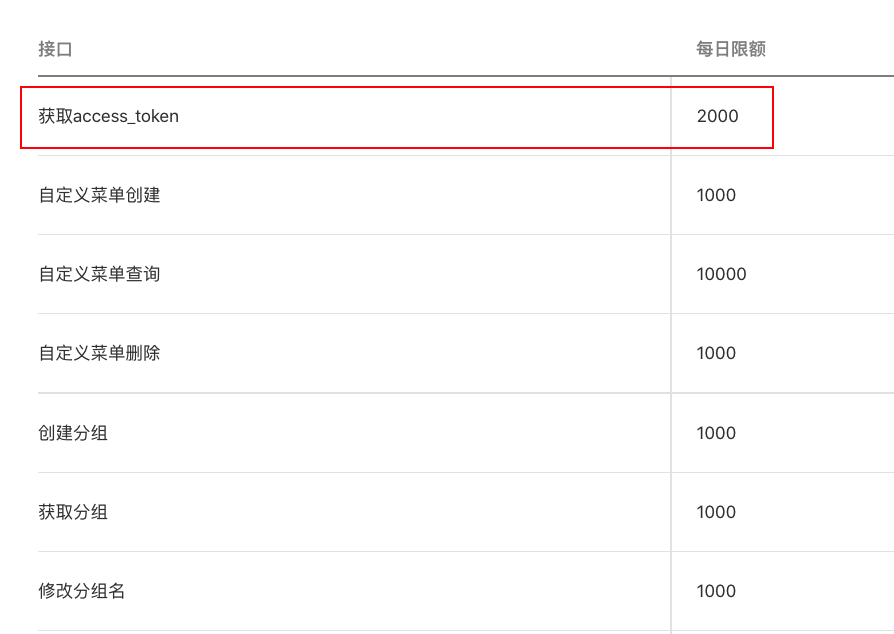 接口 每日限额
获取access_token 2000
自定义菜单创建 1000
自定义菜单查询 10000
自定义菜单删除 1000
创建分组 1000
获取分组 1000
修改分组名 1000